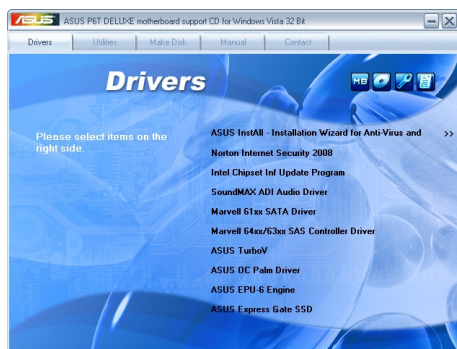 ASUS ASUS P6T DELUXE motherboard support CD for Windows Vista 32 Bit
Drivers Utilities Make Disk Manual Contact
Drivers
MB
Please select items on the
right side.
ASUS InstAll - Installation Wizard for Anti-Virus and >>
Norton Internet Security 2008
Intel Chipset Inf Update Program
SoundMAX ADI Audio Driver
Marvell 61xx SATA Driver
Marvell 64xx/63xx SAS Controller Driver
ASUS TurboV
ASUS OC Palm Driver
ASUS EPU-6 Engine
ASUS Express Gate SSD